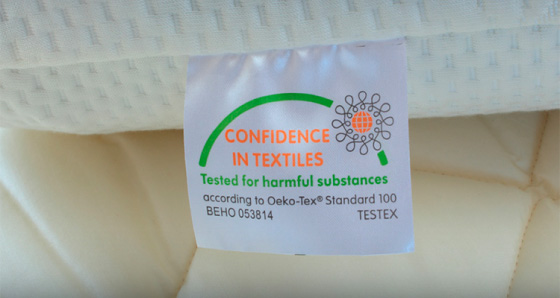 CONFIDENCE
IN TEXTILES
Tested for harmful substances
according to Oeko-Tex® Standard 100
BEHO 053814 TESTEX